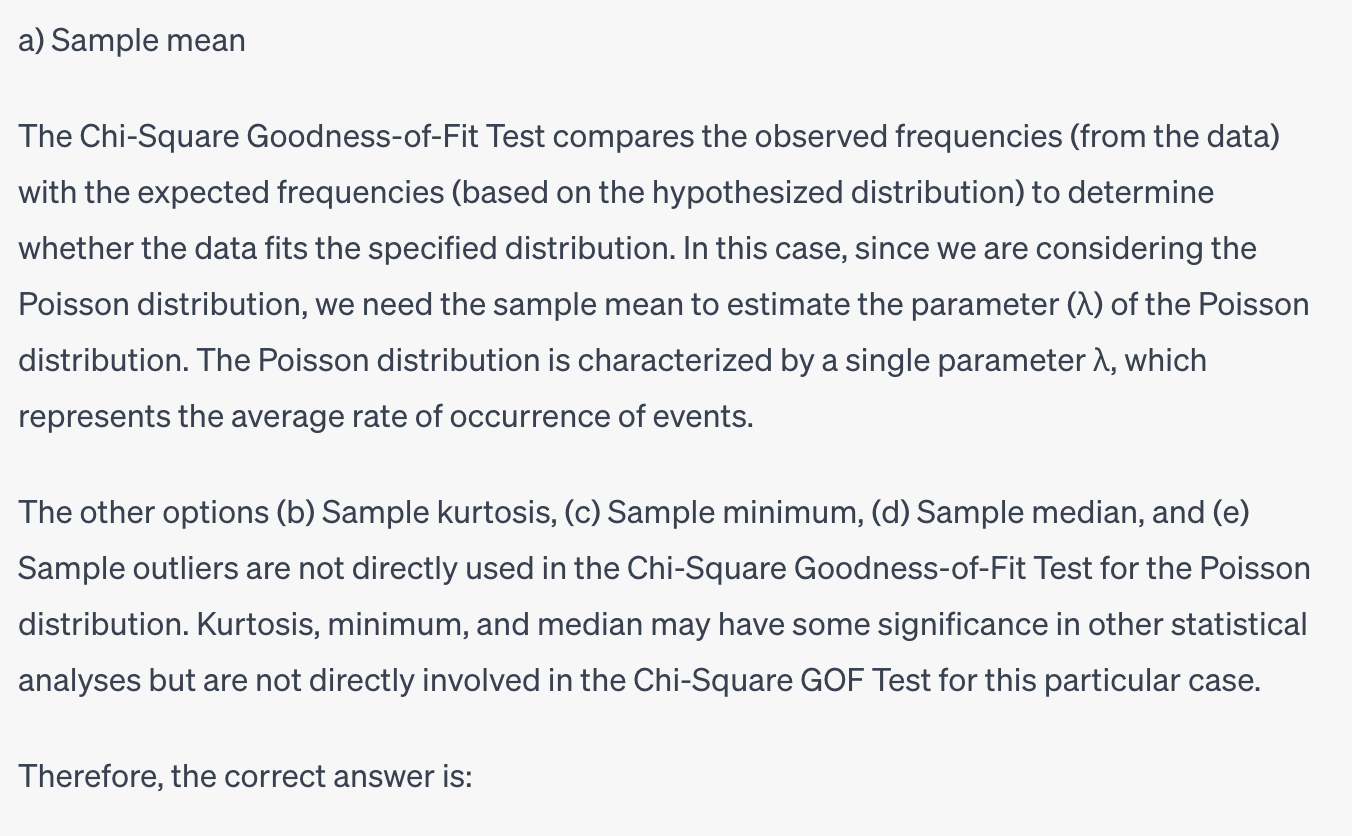 a) Sample mean
The Chi-Square Goodness-of-Fit Test compares the observed frequencies (from the data)
with the expected frequencies (based on the hypothesized distribution) to determine
whether the data fits the specified distribution. In this case, since we are considering the
Poisson distribution, we need the sample mean to estimate the parameter (λ) of the Poisson
distribution. The Poisson distribution is characterized by a single parameter λ, which
represents the average rate of occurrence of events.
The other options (b) Sample kurtosis, (c) Sample minimum, (d) Sample median, and (e)
Sample outliers are not directly used in the Chi-Square Goodness-of-Fit Test for the Poisson
distribution. Kurtosis, minimum, and median may have some significance in other statistical
analyses but are not directly involved in the Chi-Square GOF Test for this particular case.
Therefore, the correct answer is: